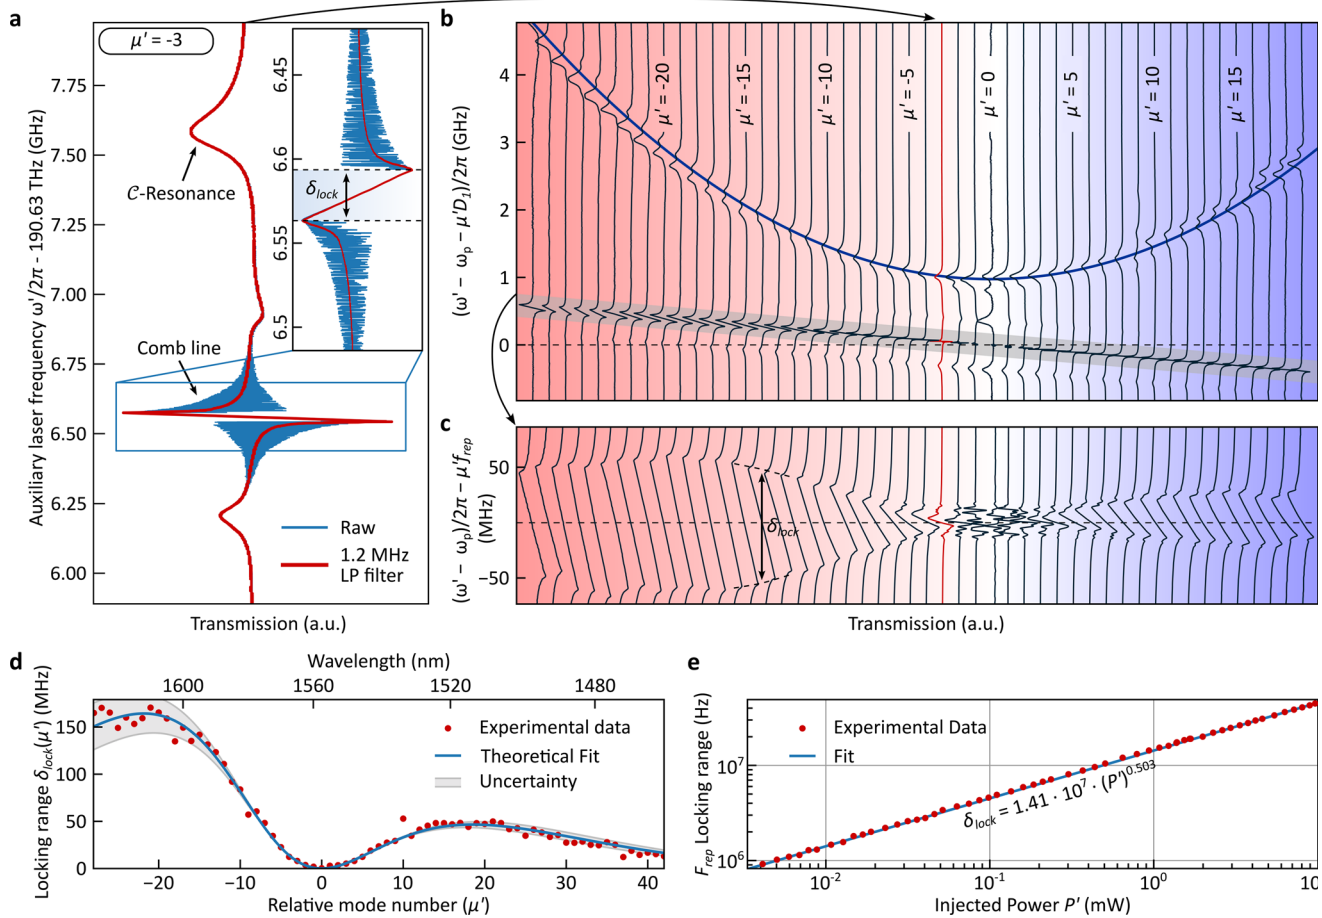 a
μ' = -3
Auxiliary laser frequency ω'/2π - 190.63 THz (GHz)
7.75
7.50
7.25
7.00
6.75
6.50
6.25
6.00
C-Resonance
Comb line
6.45
6.6
6.55
6.5
δlock
Raw
1.2 MHz
LP filter
Transmission (a.u.)
b
(ω' - ωp - μ'D1)/2π (GHz)
4
3
2
1
0
μ' = -20
μ' = -15
μ' = -10
μ' = -5
μ' = 0
μ' = 5
μ' = 10
μ' = 15
c
(ω' - ωp)/2π - μ'frep
(MHz)
50
0
−50
δlock
Transmission (a.u.)
d
Wavelength (nm)
1600
1560
1520
1480
Locking range δlock(μ') (MHz)
150
100
50
0
Experimental data
Theoretical Fit
Uncertainty
−20
−10
0
10
20
30
40
Relative mode number (μ')
e
Frep Locking range (Hz)
10^7
10^6
Experimental Data
Fit
δlock = 1.41 · 10^7 · (P')^0.503
10^-2
10^-1
10^0
10
Injected Power P' (mW)